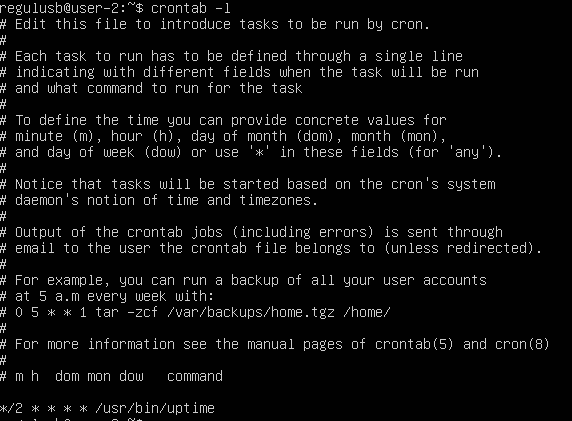 regulusb@user-2:~$ crontab -l
# Edit this file to introduce tasks to be run by cron.
#
# Each task to run has to be defined through a single line
# indicating with different fields when the task will be run
# and what command to run for the task
#
# To define the time you can provide concrete values for
# minute (m), hour (h), day of month (dom), month (mon),
# and day of week (dow) or use '*' in these fields (for 'any').
#
# Notice that tasks will be started based on the cron's system
# daemon's notion of time and timezones.
#
# Output of the crontab jobs (including errors) is sent through
# email to the user the crontab file belongs to (unless redirected).
#
# For example, you can run a backup of all your user accounts
# at 5 a.m every week with:
# 0 5 * * 1 tar -zcf /var/backups/home.tgz /home/
#
# For more information see the manual pages of crontab(5) and cron(8)
#
# m h  dom mon dow   command

*/2 * * * * /usr/bin/uptime